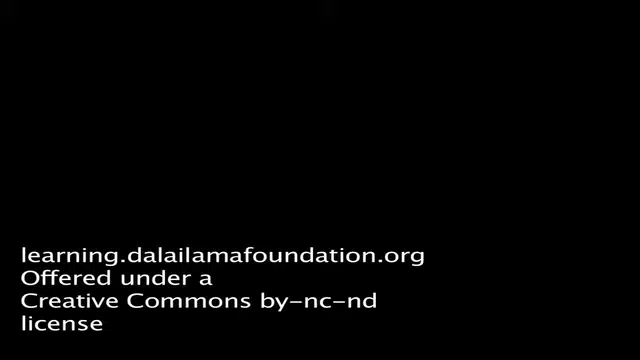 learning.dalailamafoundation.org
Offered under a
Creative Commons by-nc-nd
license